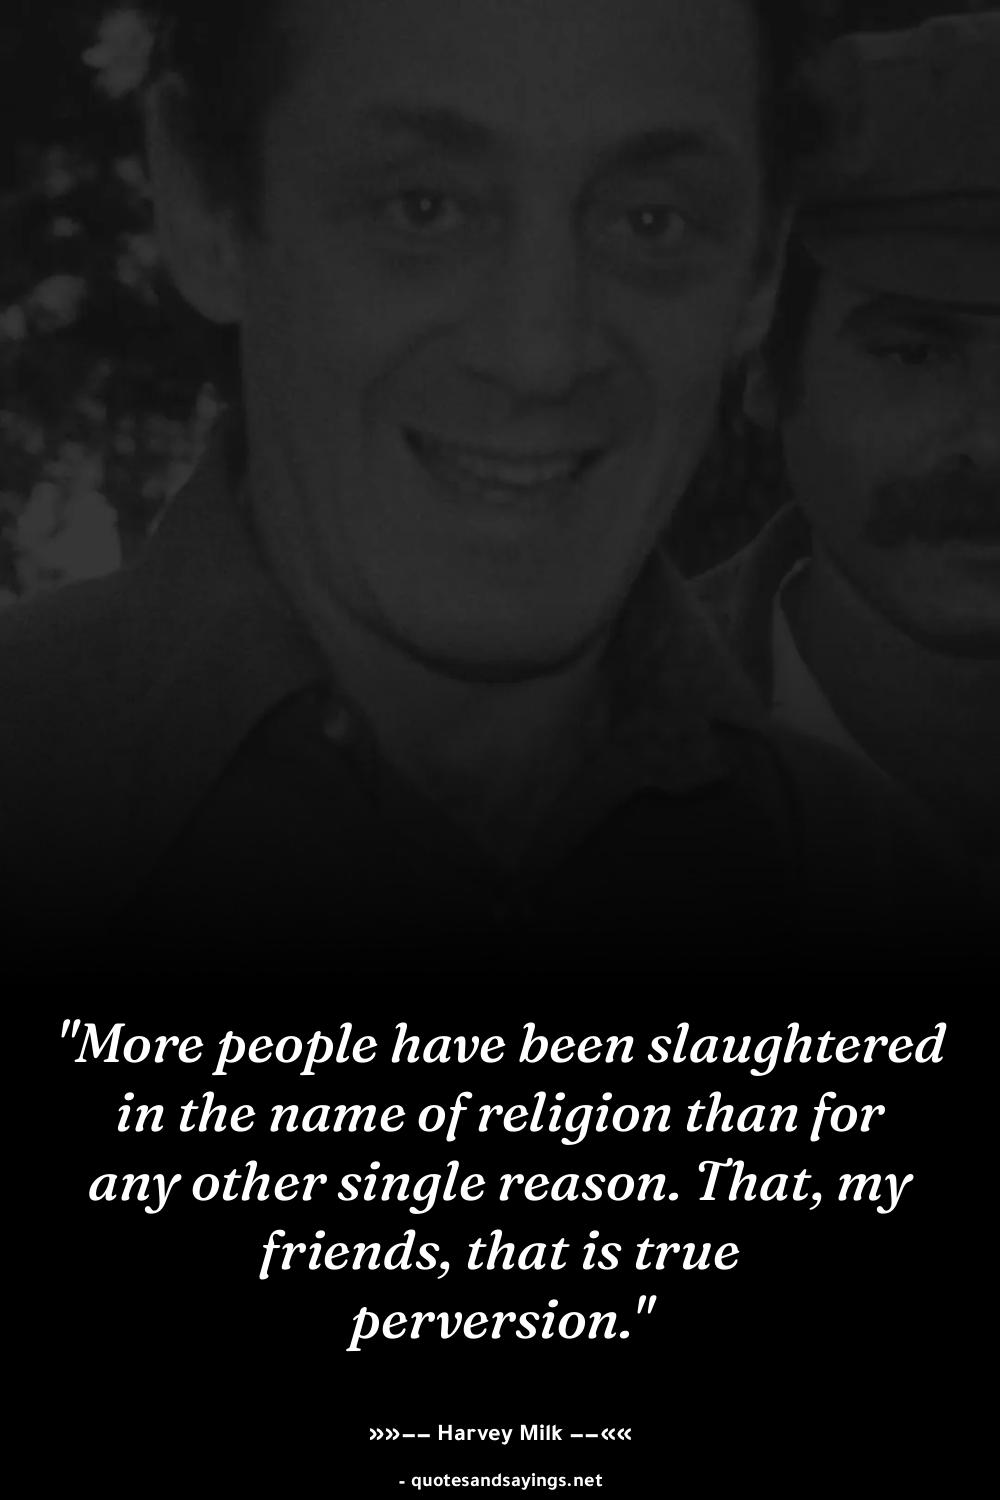 "More people have been slaughtered
in the name of religion than for
any other single reason. That, my
friends, that is true
perversion."
»»−− Harvey Milk −−««
- quotesandsayings.net